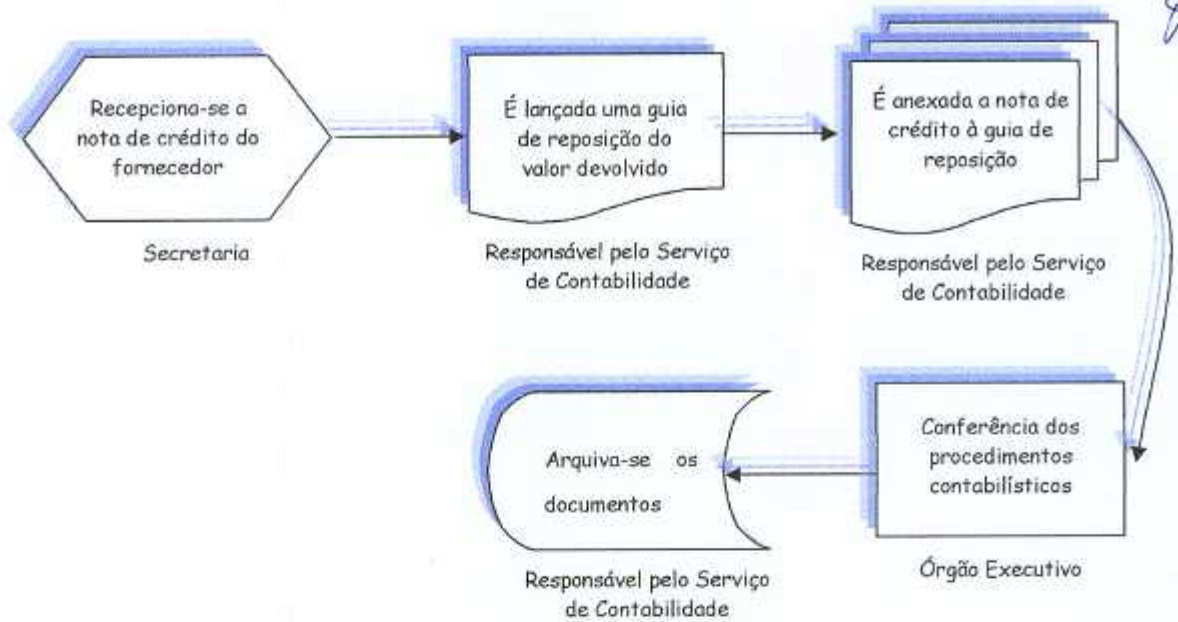 Recepciona-se a
nota de crédito do
fornecedor
Secretaria
É lançada uma guia
de reposição do
valor devolvido
Responsável pelo Serviço
de Contabilidade
É anexada a nota de
crédito à guia de
reposição
Responsável pelo Serviço
de Contabilidade
Conferência dos
procedimentos
contabilísticos
Órgão Executivo
Arquiva-se os
documentos
Responsável pelo Serviço
de Contabilidade